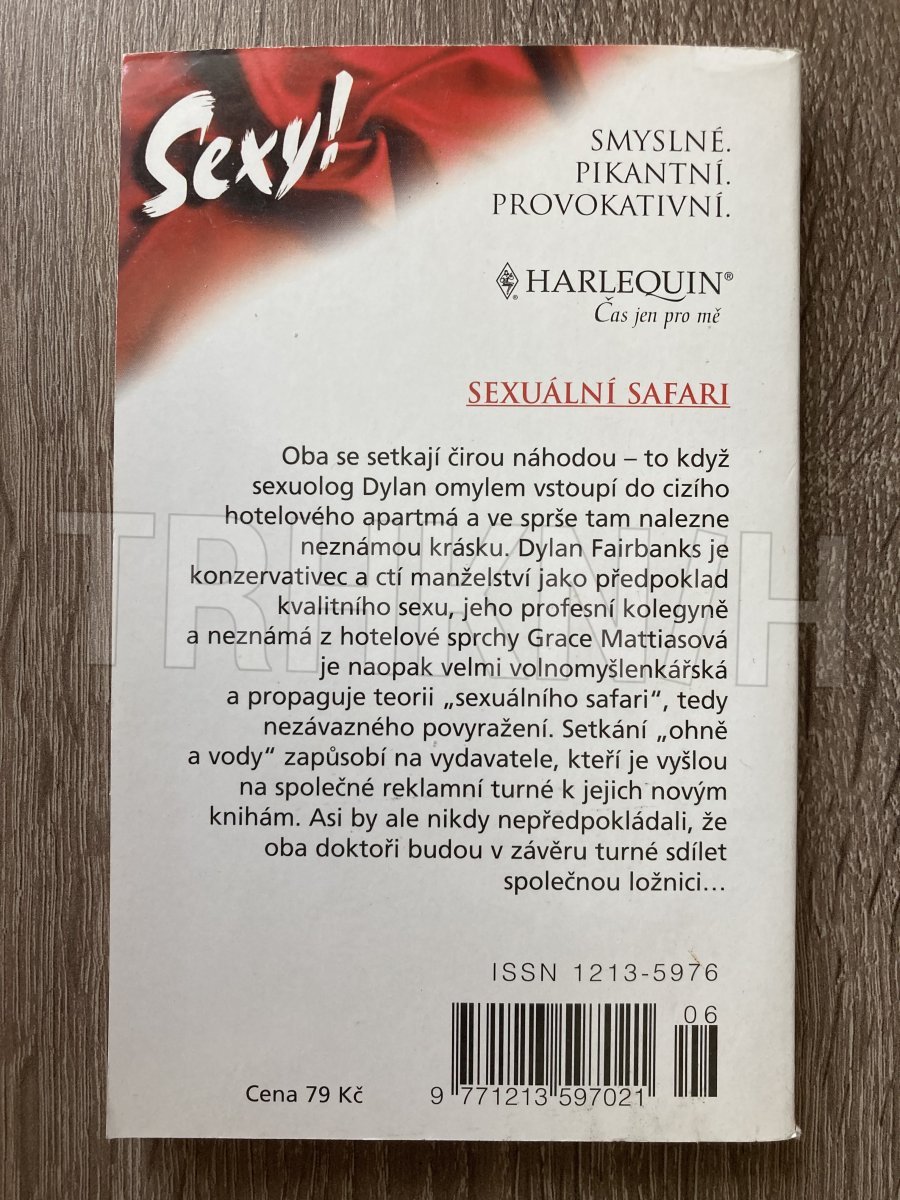 Sexy!
SMYSLNÉ.
PIKANTNÍ.
PROVOKATIVNÍ.
HARLEQUIN®
Čas jen pro mě
SEXUÁLNÍ SAFARI
Oba se setkají čirou náhodou – to když
sexuolog Dylan omylem vstoupí do cizího
hotelového apartmá a ve sprše tam nalezne
neznámou krásku. Dylan Fairbanks je
konzervativec a ctí manželství jako předpoklad
kvalitního sexu, jeho profesní kolegyně
a neznámá z hotelové sprchy Grace Mattiasová
je naopak velmi volnomyšlenkářská
a propaguje teorii „sexuálního safari“, tedy
nezávazného povyražení. Setkání „ohně
a vody“ zapůsobí na vydavatele, kteří je vyšlou
na společné reklamní turné k jejich novým
knihám. Asi by ale nikdy nepředpokládali, že
oba doktoři budou v závěru turné sdílet
společnou ložnici...
ISSN 1213-5976
06
Cena 79 Kč
9 771213 597021